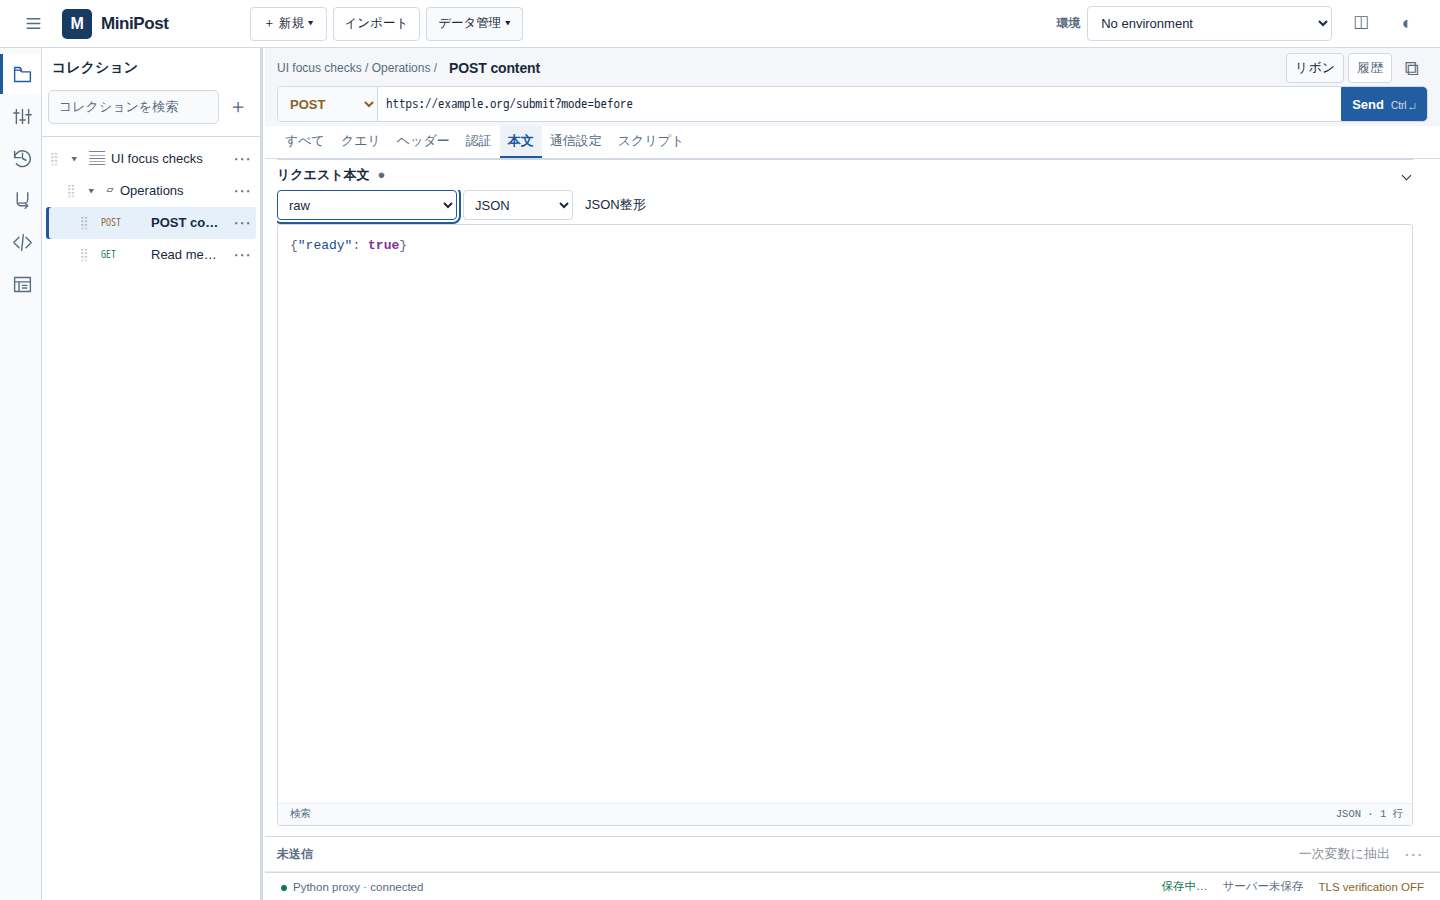 M MiniPost ＋ 新規 ▾ インポート データ管理 ▾ 環境 No environment
コレクション
コレクションを検索 +
UI focus checks ···
Operations ···
POST POST co… ···
GET Read me… ···
UI focus checks / Operations / POST content リボン 履歴
POST https://example.org/submit?mode=before Send Ctrl ↵
すべて クエリ ヘッダー 認証 本文 通信設定 スクリプト
リクエスト本文 ●
raw JSON JSON整形
{"ready": true}
検索 JSON · 1 行
未送信 一次変数に抽出 ···
Python proxy · connected 保存中… サーバー未保存 TLS verification OFF